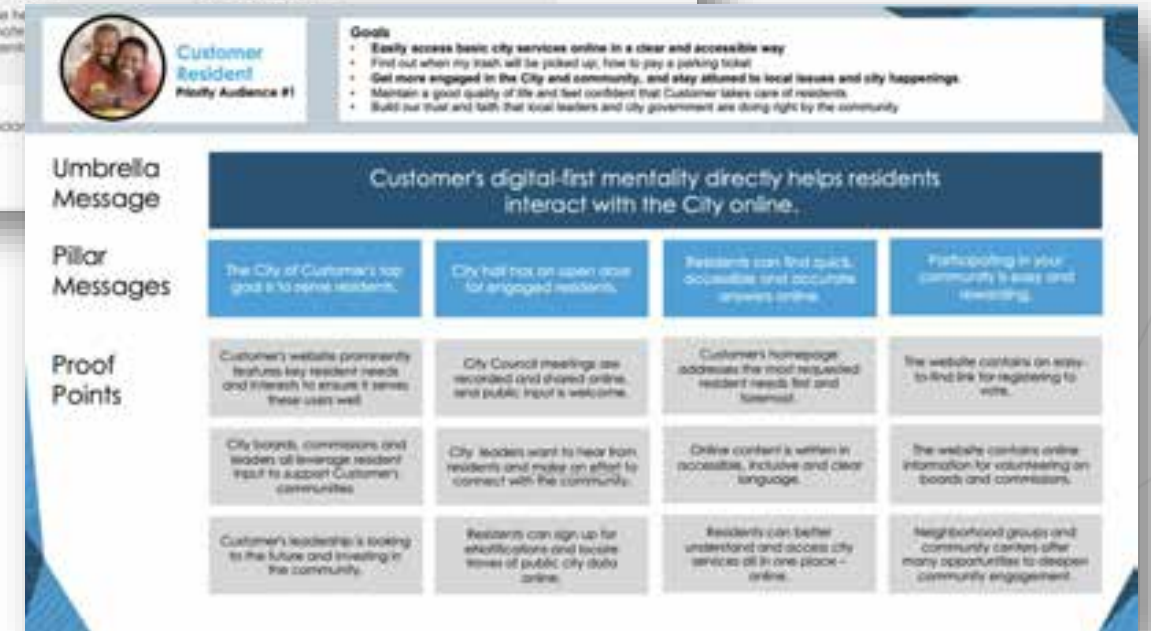 Customer
Resident
Priority Audience #1
Goals
• Easily access basic city services online in a clear and accessible way
• Find out when my trash will be picked up; how to pay a parking ticket
• Get more engaged in the City and community, and stay attuned to local issues and city happenings
• Maintain a good quality of life and feel confident that Customer takes care of residents
• Build our trust and faith that local leaders and city government are doing right by the community
Umbrella
Message
Customer's digital-first mentality directly helps residents
interact with the City online.
Pillar
Messages
The City of Customer's top
goal is to serve residents.
City hall has an open door
for engaged residents.
Residents can find quick,
accessible and accurate
answers online.
Participating in your
community is easy and
rewarding.
Proof
Points
Customer's website prominently
features key resident needs
and interests to ensure it serves
these users well.
City Council meetings are
recorded and shared online,
and public input is welcome.
Customer's homepage
addresses the most requested
resident needs first and
foremost.
The website contains an easy-
to-find link for registering to
vote.
City boards, commissions and
leaders all leverage resident
input to support Customer's
communities
City leaders want to hear from
residents and make an effort to
connect with the community.
Online content is written in
accessible, inclusive and clear
language.
The website contains online
information for volunteering on
boards and commissions.
Customer's leadership is looking
to the future and investing in
the community.
Residents can sign up for
eNotifications and locate
troves of public city data
online.
Residents can better
understand and access city
services all in one place –
online.
Neighborhood groups and
community centers offer
many opportunities to deepen
community engagement.